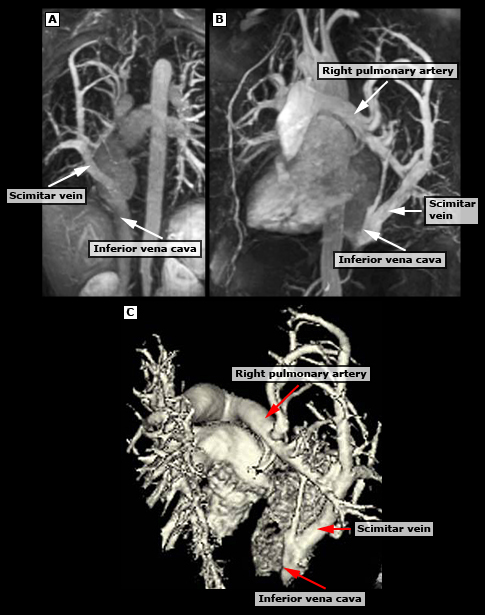 A
B
Right pulmonary artery
Scimitar vein
Scimitar
vein
Inferior vena cava
Inferior vena cava
C
Right pulmonary artery
Scimitar vein
Inferior vena cava